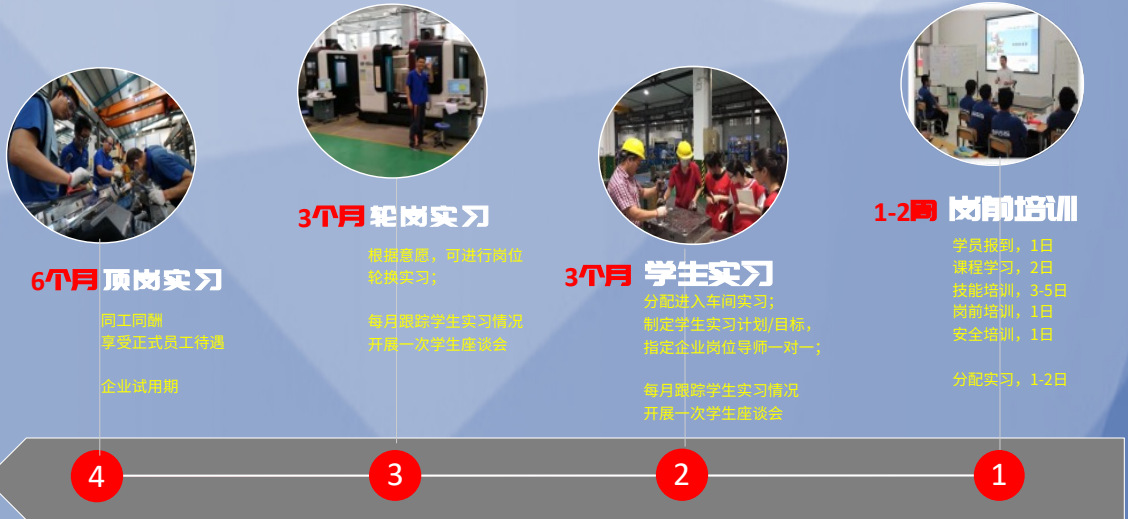 6个月 顶岗实习
同工同酬
享受正式员工待遇
企业试用期
3个月 轮岗实习
根据意愿，可进行岗位
轮换实习；
每月跟踪学生实习情况
开展一次学生座谈会
3个月 学生实习
分配进入车间实习；
制定学生实习计划/目标，
指定企业岗位导师一对一；
每月跟踪学生实习情况
开展一次学生座谈会
1-2周 岗前培训
学员报到，1日
课程学习，2日
技能培训，3-5日
岗前培训，1日
安全培训，1日
分配实习，1-2日
4
3
2
1